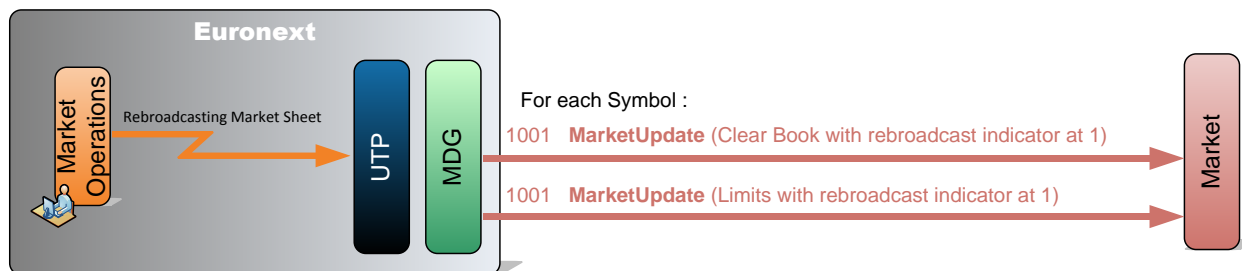 Euronext
Market
Operations
Rebroadcasting Market Sheet
UTP
MDG
For each Symbol :
1001 MarketUpdate (Clear Book with rebroadcast indicator at 1)
1001 MarketUpdate (Limits with rebroadcast indicator at 1)
Market